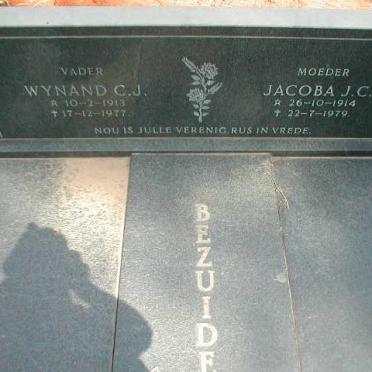 VADER
WYNAND C.J.
☆ 10-2-1913
✝ 17-12-1977.
MOEDER
JACOBA J.C.
☆ 26-10-1914
✝ 22-7-1979.
NOU IS JULLE VERENIG. RUS IN VREDE.
BEZUIDE